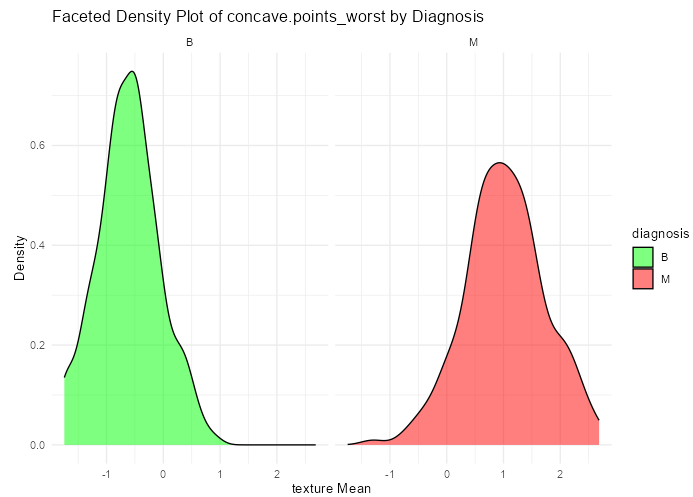 Faceted Density Plot of concave.points_worst by Diagnosis
B
M
Density
0.6
0.4
0.2
0.0
-1 0 1 2
-1 0 1 2
texture Mean
diagnosis
B
M